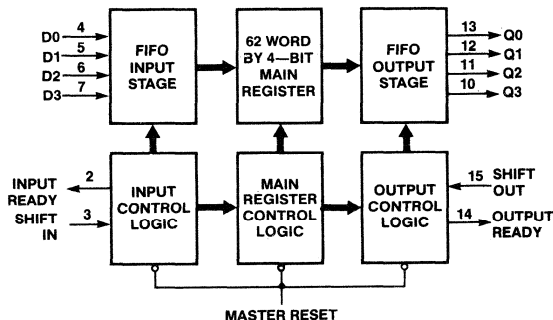 D0 4
D1 5
D2 6
D3 7
FIFO
INPUT
STAGE
62 WORD
BY 4—BIT
MAIN
REGISTER
FIFO
OUTPUT
STAGE
13 Q0
12 Q1
11 Q2
10 Q3
INPUT
READY
2
SHIFT
IN
3
INPUT
CONTROL
LOGIC
MAIN
REGISTER
CONTROL
LOGIC
OUTPUT
CONTROL
LOGIC
15 SHIFT
OUT
14 OUTPUT
READY
MASTER RESET